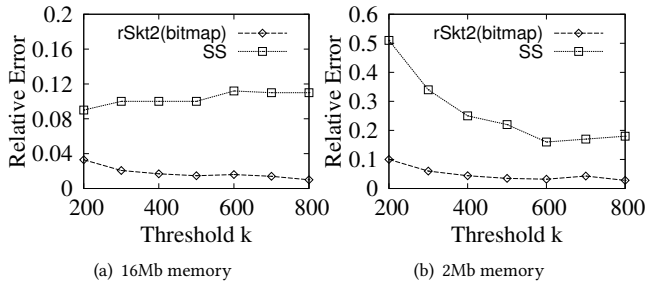 rSkt2(bitmap)
SS
Relative Error
0.2
0.16
0.12
0.08
0.04
0
200 400 600 800
Threshold k
(a) 16Mb memory
rSkt2(bitmap)
SS
Relative Error
0.6
0.5
0.4
0.3
0.2
0.1
0
200 400 600 800
Threshold k
(b) 2Mb memory